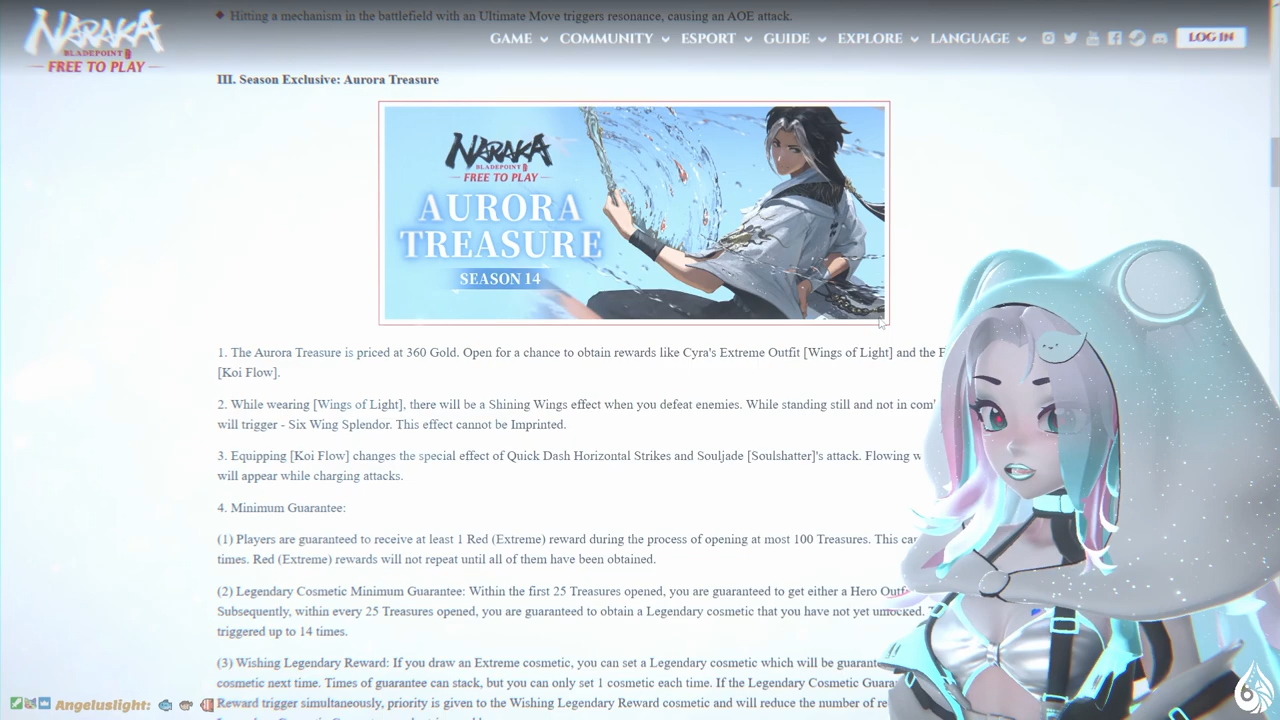 Hitting a mechanism in the battlefield with an Ultimate Move triggers resonance, causing an AOE attack.
NARAKA
BLADEPOINT
FREE TO PLAY
GAME COMMUNITY ESPORT GUIDE EXPLORE LANGUAGE LOG IN
III. Season Exclusive: Aurora Treasure
NARAKA
BLADEPOINT
FREE TO PLAY
AURORA
TREASURE
SEASON 14
1. The Aurora Treasure is priced at 360 Gold. Open for a chance to obtain rewards like Cyra's Extreme Outfit [Wings of Light] and the
[Koi Flow].
2. While wearing [Wings of Light], there will be a Shining Wings effect when you defeat enemies. While standing still and not in
will trigger - Six Wing Splendor. This effect cannot be Imprinted.
3. Equipping [Koi Flow] changes the special effect of Quick Dash Horizontal Strikes and Souljade [Soulshatter]'s attack. Flowing
will appear while charging attacks.
4. Minimum Guarantee:
(1) Players are guaranteed to receive at least 1 Red (Extreme) reward during the process of opening at most 100 Treasures. This
times. Red (Extreme) rewards will not repeat until all of them have been obtained.
(2) Legendary Cosmetic Minimum Guarantee: Within the first 25 Treasures opened, you are guaranteed to get either a Hero
Subsequently, within every 25 Treasures opened, you are guaranteed to obtain a Legendary cosmetic that you have not yet unlocked.
triggered up to 14 times.
(3) Wishing Legendary Reward: If you draw an Extreme cosmetic, you can set a Legendary cosmetic which will be
cosmetic next time. Times of guarantee can stack, but you can only set 1 cosmetic each time. If the Legendary Cosmetic
Reward trigger simultaneously, priority is given to the Wishing Legendary Reward cosmetic and will reduce the number of
Angeluslight: